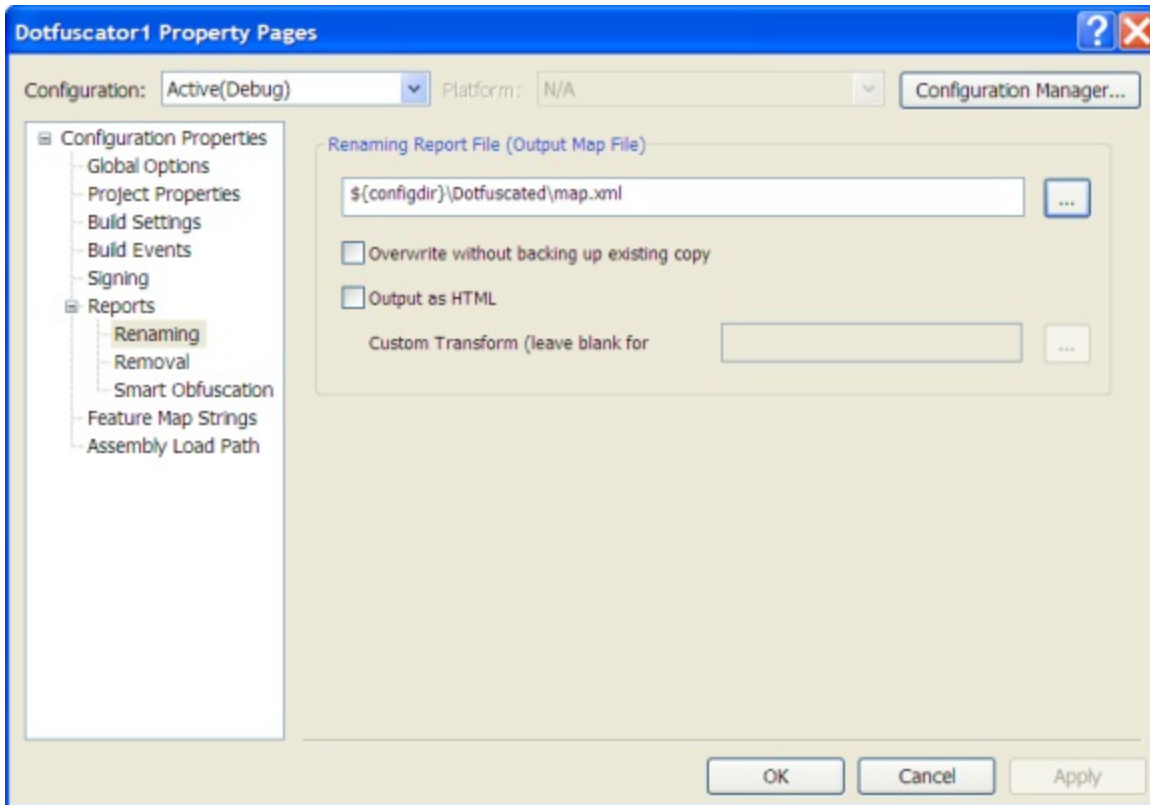 Dotfuscator1 Property Pages
Configuration: Active(Debug) Platform: N/A Configuration Manager...
Configuration Properties
Global Options
Project Properties
Build Settings
Build Events
Signing
Reports
Renaming
Removal
Smart Obfuscation
Feature Map Strings
Assembly Load Path
Renaming Report File (Output Map File)
${configdir}\Dotfuscated\map.xml ...
Overwrite without backing up existing copy
Output as HTML
Custom Transform (leave blank for ...
OK Cancel Apply